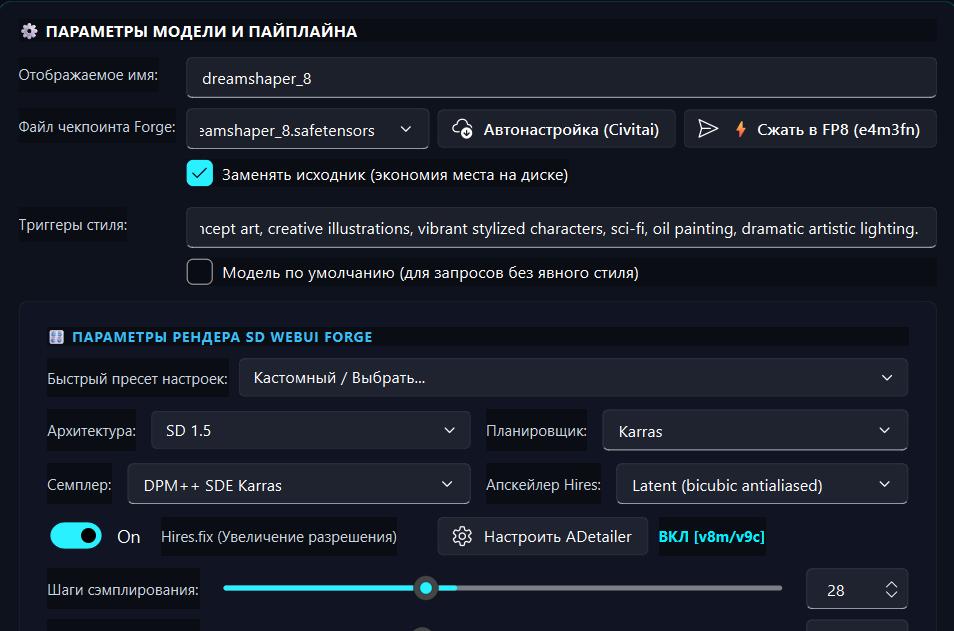 ПАРАМЕТРЫ МОДЕЛИ И ПАЙПЛАЙНА
Отображаемое имя: dreamshaper_8
Файл чекпоинта Forge: eamshaper_8.safetensors Автонастройка (Civitai) Сжать в FP8 (e4m3fn)
Заменять исходник (экономия места на диске)
Триггеры стиля: ncept art, creative illustrations, vibrant stylized characters, sci-fi, oil painting, dramatic artistic lighting.
Модель по умолчанию (для запросов без явного стиля)
ПАРАМЕТРЫ РЕНДЕРА SD WEBUI FORGE
Быстрый пресет настроек: Кастомный / Выбрать...
Архитектура: SD 1.5 Планировщик: Karras
Семплер: DPM++ SDE Karras Апскейлер Hires: Latent (bicubic antialiased)
On Hires.fix (Увеличение разрешения) Настроить ADetailer ВКЛ [v8m/v9c]
Шаги сэмплирования: 28